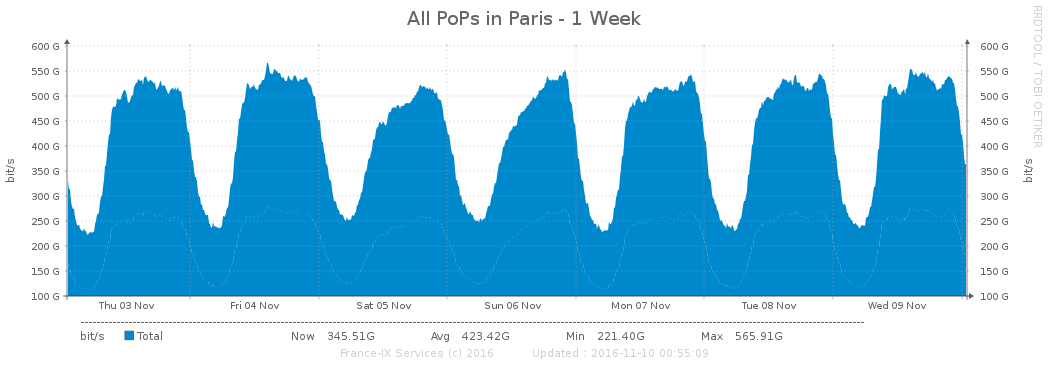 All PoPs in Paris - 1 Week
RRDTOOL / TOBI OETIKER
600 G 600 G
550 G 550 G
500 G 500 G
450 G 450 G
400 G 400 G
350 G 350 G
300 G 300 G
250 G 250 G
200 G 200 G
150 G 150 G
100 G 100 G
bit/s bit/s
Thu 03 Nov Fri 04 Nov Sat 05 Nov Sun 06 Nov Mon 07 Nov Tue 08 Nov Wed 09 Nov
bit/s Total Now 345.51G Avg 423.42G Min 221.40G Max 565.91G
France-IX Services (c) 2016 Updated : 2016-11-10 00:55:09